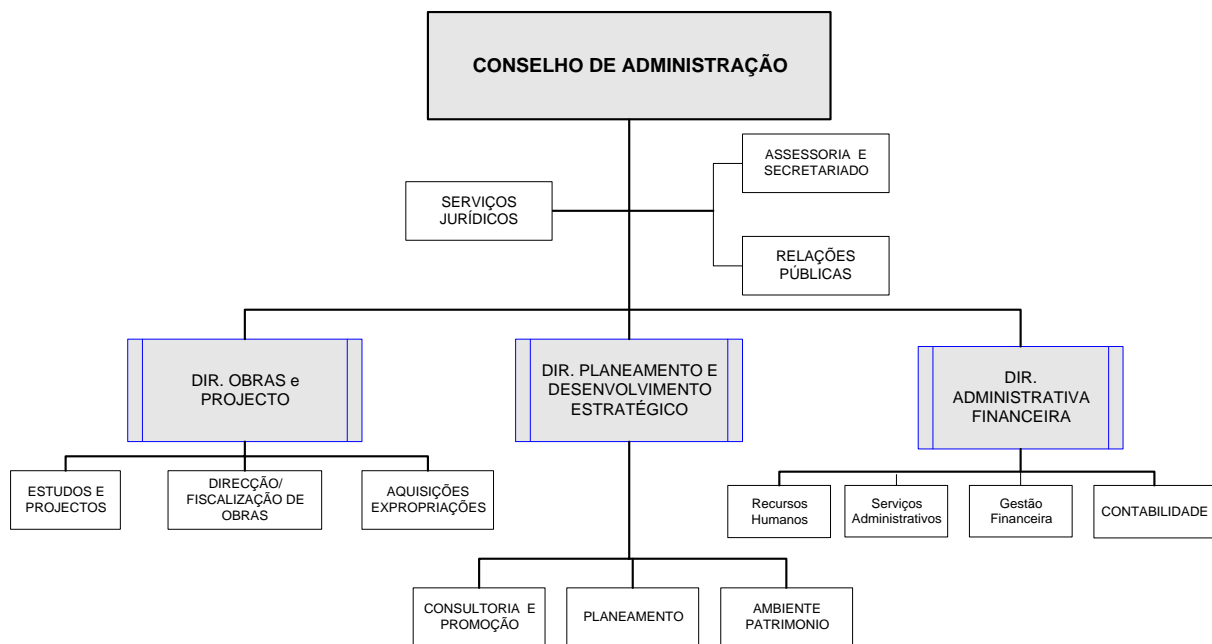 CONSELHO DE ADMINISTRAÇÃO
ASSESSORIA E
SECRETARIADO
SERVIÇOS
JURÍDICOS
RELAÇÕES
PÚBLICAS
DIR. OBRAS e
PROJECTO
DIR. PLANEAMENTO E
DESENVOLVIMENTO
ESTRATÉGICO
DIR.
ADMINISTRATIVA
FINANCEIRA
ESTUDOS E
PROJECTOS
DIRECÇÃO/
FISCALIZAÇÃO DE
OBRAS
AQUISIÇÕES
EXPROPRIAÇÕES
Recursos
Humanos
Serviços
Administrativos
Gestão
Financeira
CONTABILIDADE
CONSULTORIA E
PROMOÇÃO
PLANEAMENTO
AMBIENTE
PATRIMONIO